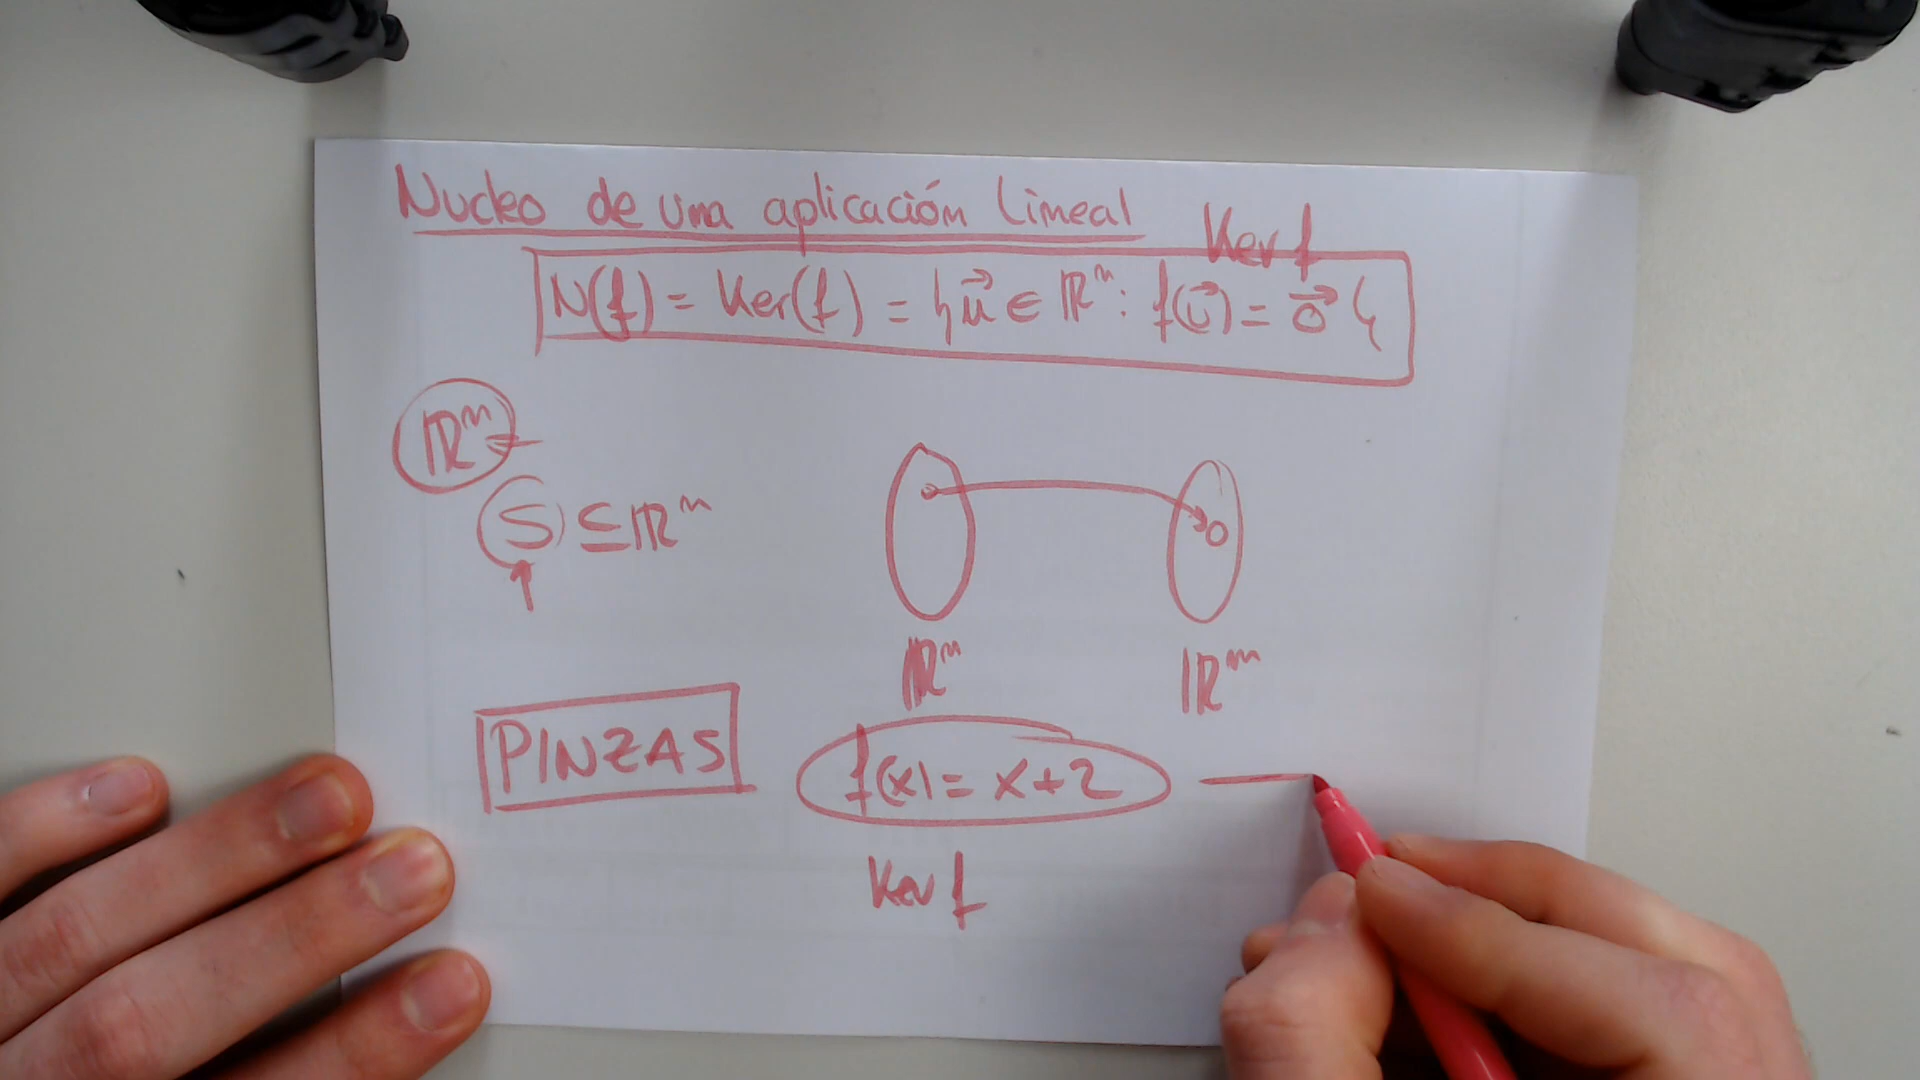 Nucleo de una aplicación Lineal
Ker f
N(f) = Ker(f) = { u⃗ ∈ ℝⁿ : f(u⃗) = 0⃗ }
ℝⁿ
S ⊆ ℝⁿ
0
ℝⁿ ℝᵐ
PINZAS
f(x) = x + 2
Ker f